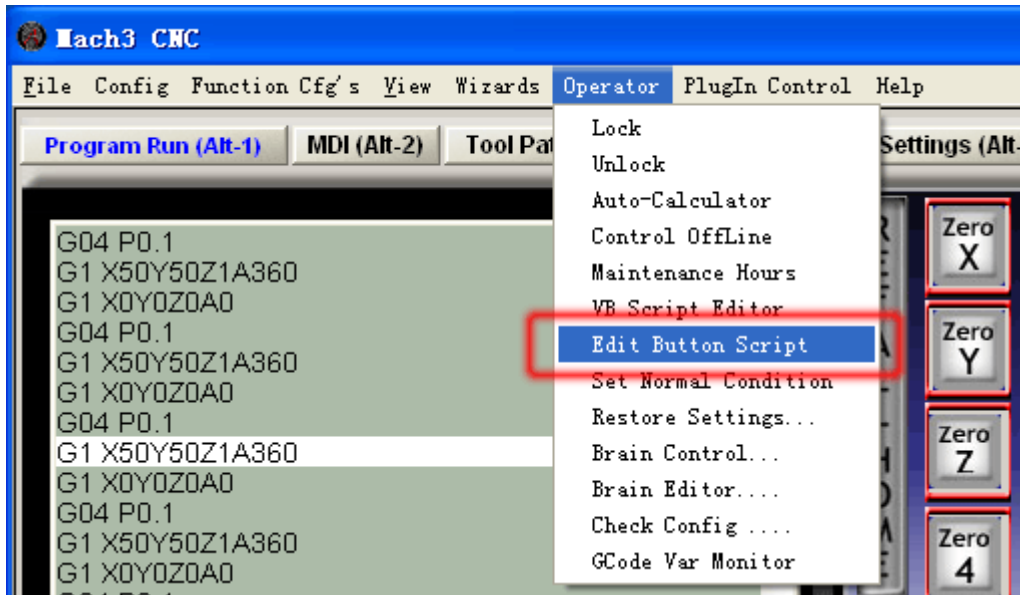 Mach3 CNC
File Config Function Cfg's View Wizards Operator PlugIn Control Help
Program Run (Alt-1) MDI (Alt-2) Tool Pat Settings (Alt-
Lock
Unlock
Auto-Calculator
Control OffLine
Maintenance Hours
VB Script Editor
Edit Button Script
Set Normal Condition
Restore Settings...
Brain Control...
Brain Editor....
Check Config ....
GCode Var Monitor
G04 P0.1
G1 X50Y50Z1A360
G1 X0Y0Z0A0
G04 P0.1
G1 X50Y50Z1A360
G1 X0Y0Z0A0
G04 P0.1
G1 X50Y50Z1A360
G1 X0Y0Z0A0
G04 P0.1
G1 X50Y50Z1A360
G1 X0Y0Z0A0
Zero
X
Zero
Y
Zero
Z
Zero
4